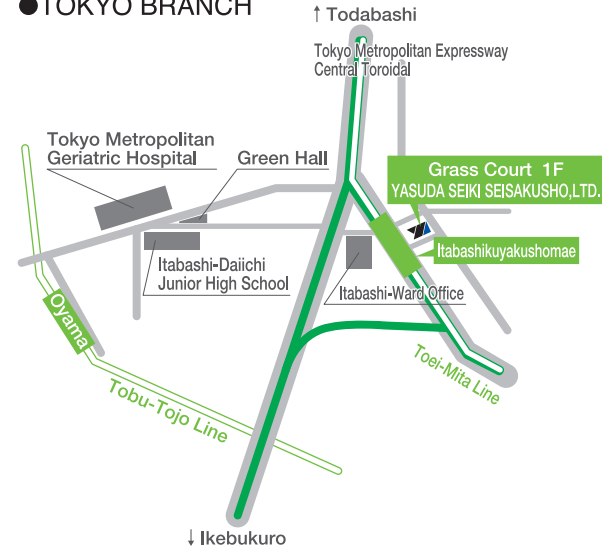 ●TOKYO BRANCH
↑ Todabashi
Tokyo Metropolitan Expressway
Central Toroidal
Tokyo Metropolitan
Geriatric Hospital
Green Hall
Grass Court 1F
YASUDA SEIKI SEISAKUSHO,LTD.
Itabashikuyakushomae
Itabashi-Daiichi
Junior High School
Itabashi-Ward Office
Oyama
Toei-Mita Line
Tobu-Tojo Line
↓ Ikebukuro